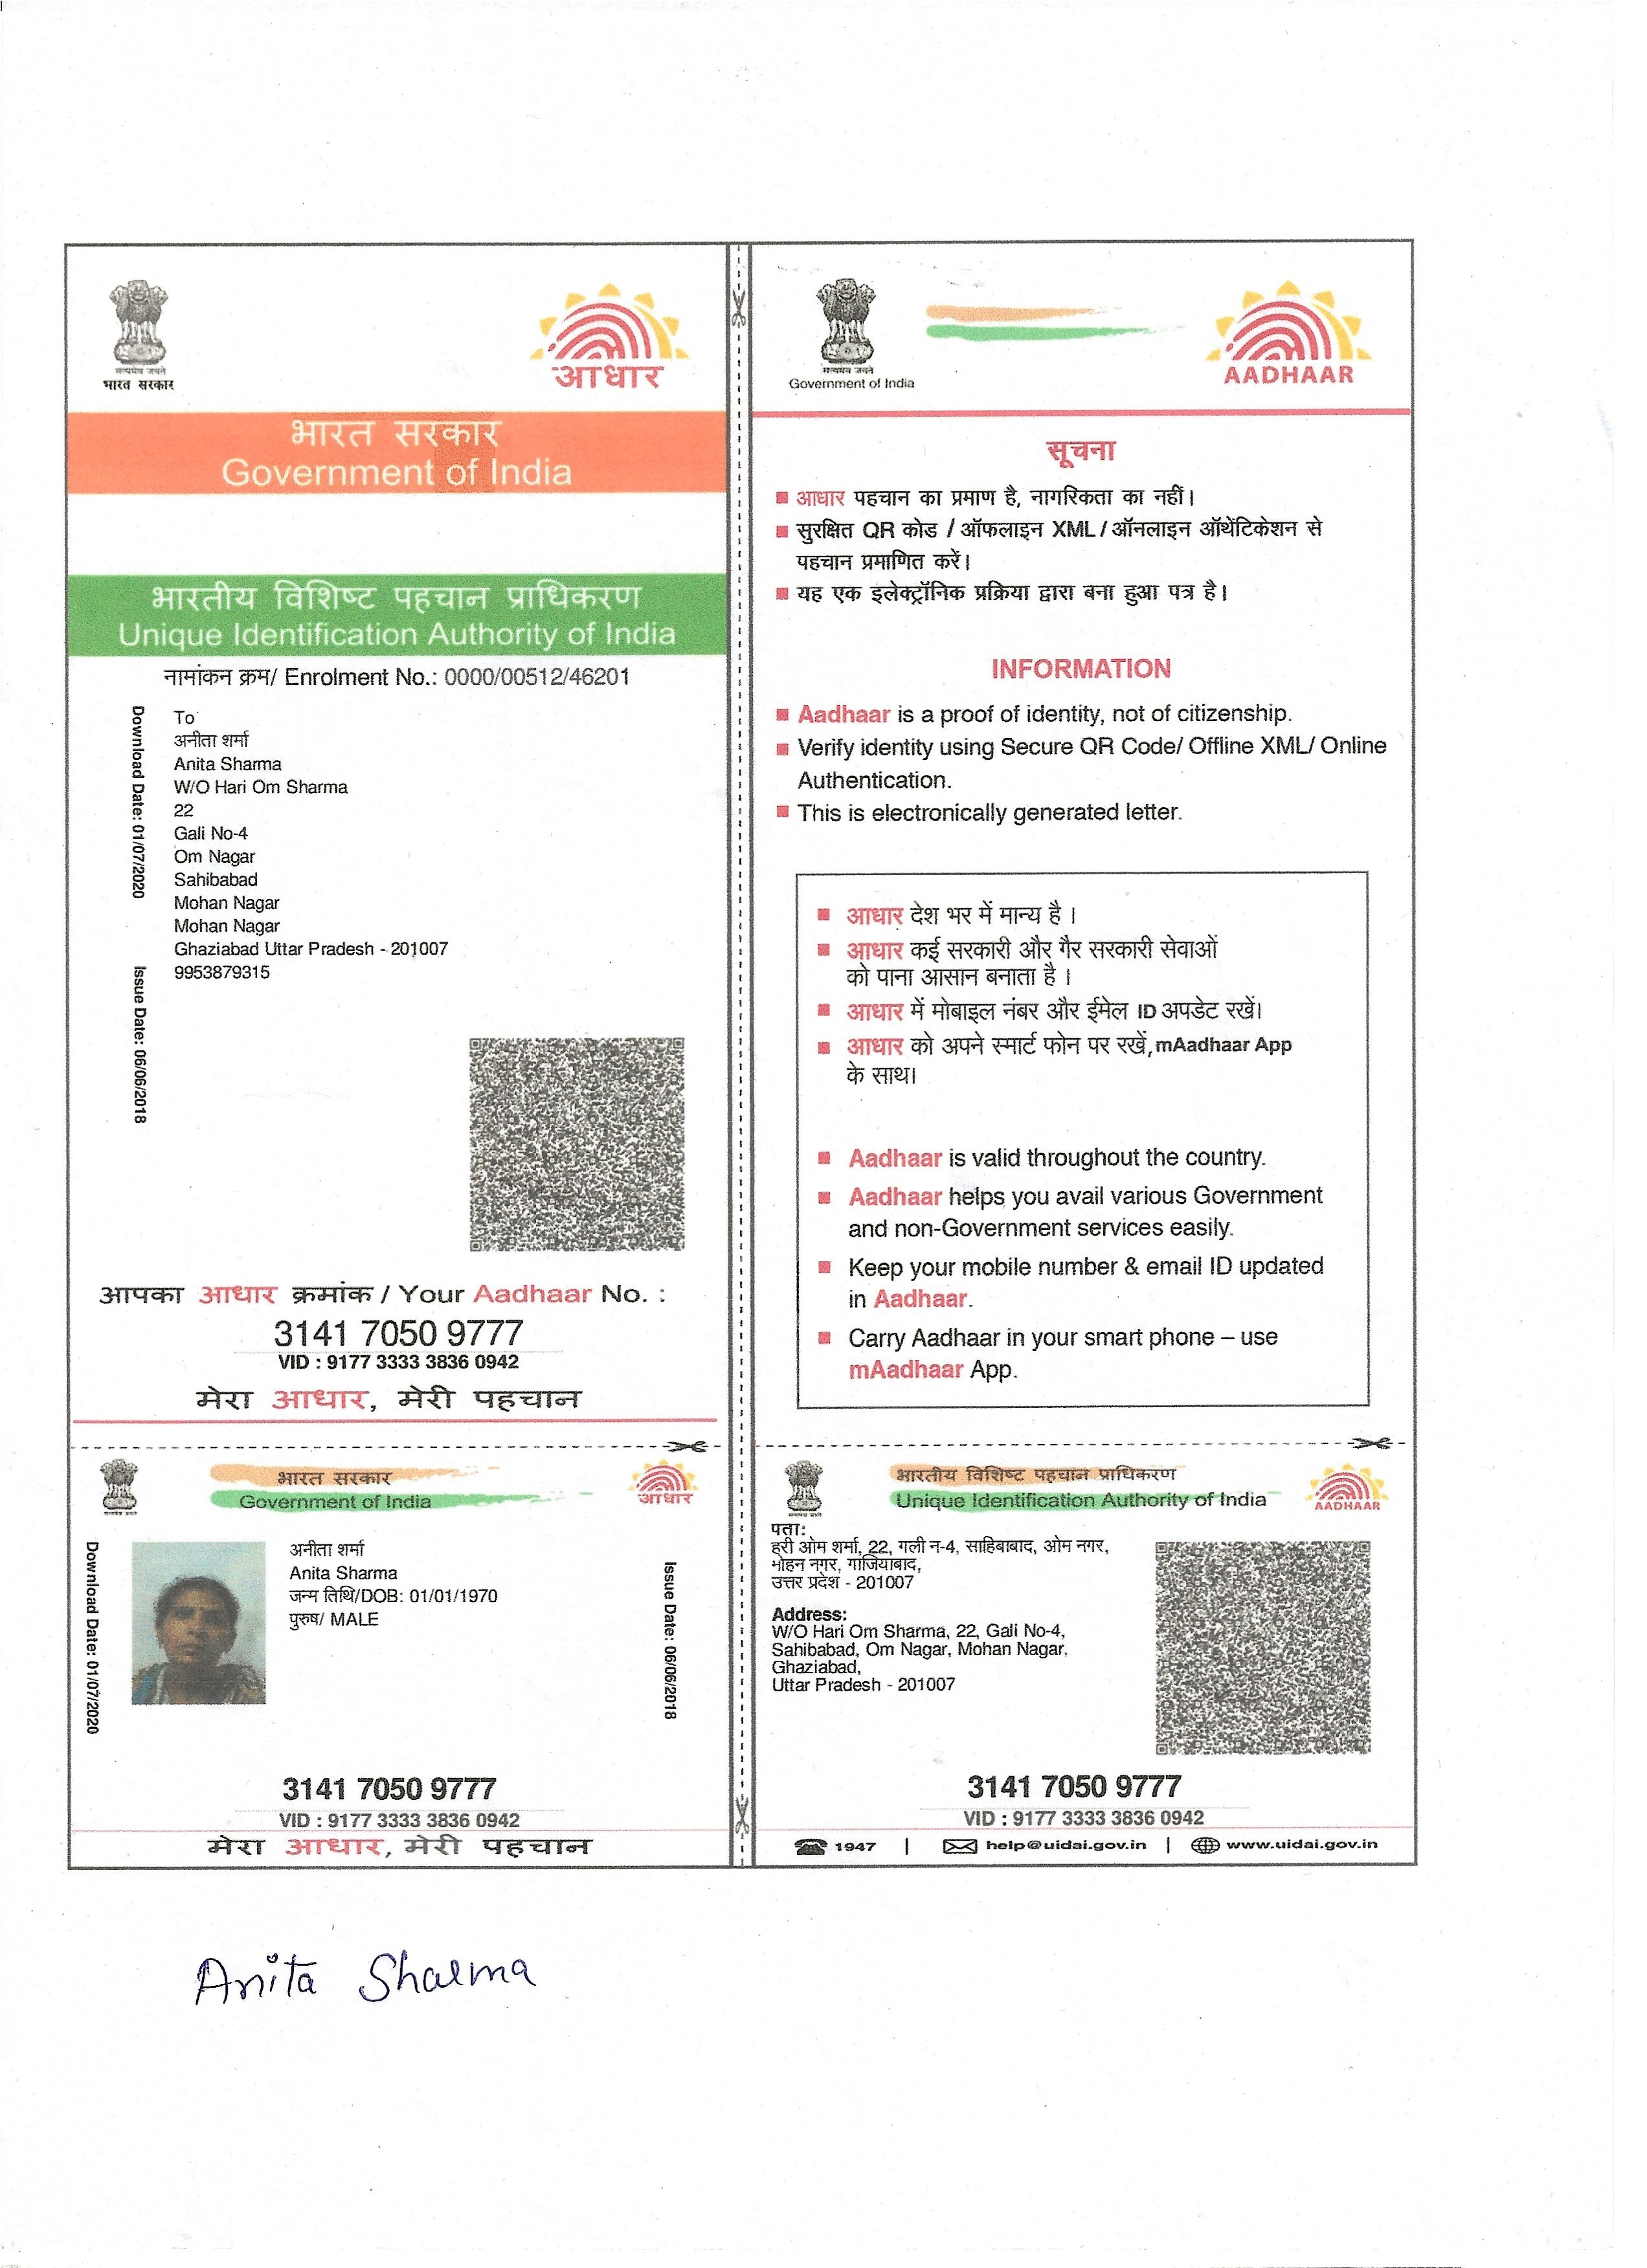 सत्यमेव जयते
भारत सरकार
आधार
भारत सरकार
Government of India
भारतीय विशिष्ट पहचान प्राधिकरण
Unique Identification Authority of India
नामांकन क्रम/ Enrolment No.: 0000/00512/46201
Download Date: 01/07/2020
Issue Date: 06/06/2018
To
अनीता शर्मा
Anita Sharma
W/O Hari Om Sharma
22
Gali No-4
Om Nagar
Sahibabad
Mohan Nagar
Mohan Nagar
Ghaziabad Uttar Pradesh - 201007
9953879315
आपका आधार क्रमांक / Your Aadhaar No. :
3141 7050 9777
VID : 9177 3333 3836 0942
मेरा आधार, मेरी पहचान
सत्यमेव जयते
Government of India
AADHAAR
सूचना
■ आधार पहचान का प्रमाण है, नागरिकता का नहीं।
■ सुरक्षित QR कोड / ऑफलाइन XML / ऑनलाइन ऑथेंटिकेशन से
पहचान प्रमाणित करें।
■ यह एक इलेक्ट्रॉनिक प्रक्रिया द्वारा बना हुआ पत्र है।
INFORMATION
■ Aadhaar is a proof of identity, not of citizenship.
■ Verify identity using Secure QR Code/ Offline XML/ Online
Authentication.
■ This is electronically generated letter.
■ आधार देश भर में मान्य है ।
■ आधार कई सरकारी और गैर सरकारी सेवाओं
को पाना आसान बनाता है ।
■ आधार में मोबाइल नंबर और ईमेल ID अपडेट रखें।
■ आधार को अपने स्मार्ट फोन पर रखें, mAadhaar App
के साथ।
■ Aadhaar is valid throughout the country.
■ Aadhaar helps you avail various Government
and non-Government services easily.
■ Keep your mobile number & email ID updated
in Aadhaar.
■ Carry Aadhaar in your smart phone – use
mAadhaar App.
भारत सरकार
Government of India
आधार
Download Date: 01/07/2020
अनीता शर्मा
Anita Sharma
जन्म तिथि/DOB: 01/01/1970
पुरुष/ MALE
Issue Date: 06/06/2018
3141 7050 9777
VID : 9177 3333 3836 0942
मेरा आधार, मेरी पहचान
भारतीय विशिष्ट पहचान प्राधिकरण
Unique Identification Authority of India
AADHAAR
पता:
हरी ओम शर्मा, 22, गली न-4, साहिबाबाद, ओम नगर,
मोहन नगर, गाजियाबाद,
उत्तर प्रदेश - 201007
Address:
W/O Hari Om Sharma, 22, Gali No-4,
Sahibabad, Om Nagar, Mohan Nagar,
Ghaziabad,
Uttar Pradesh - 201007
3141 7050 9777
VID : 9177 3333 3836 0942
1947 | help@uidai.gov.in | www.uidai.gov.in
Anita Sharma